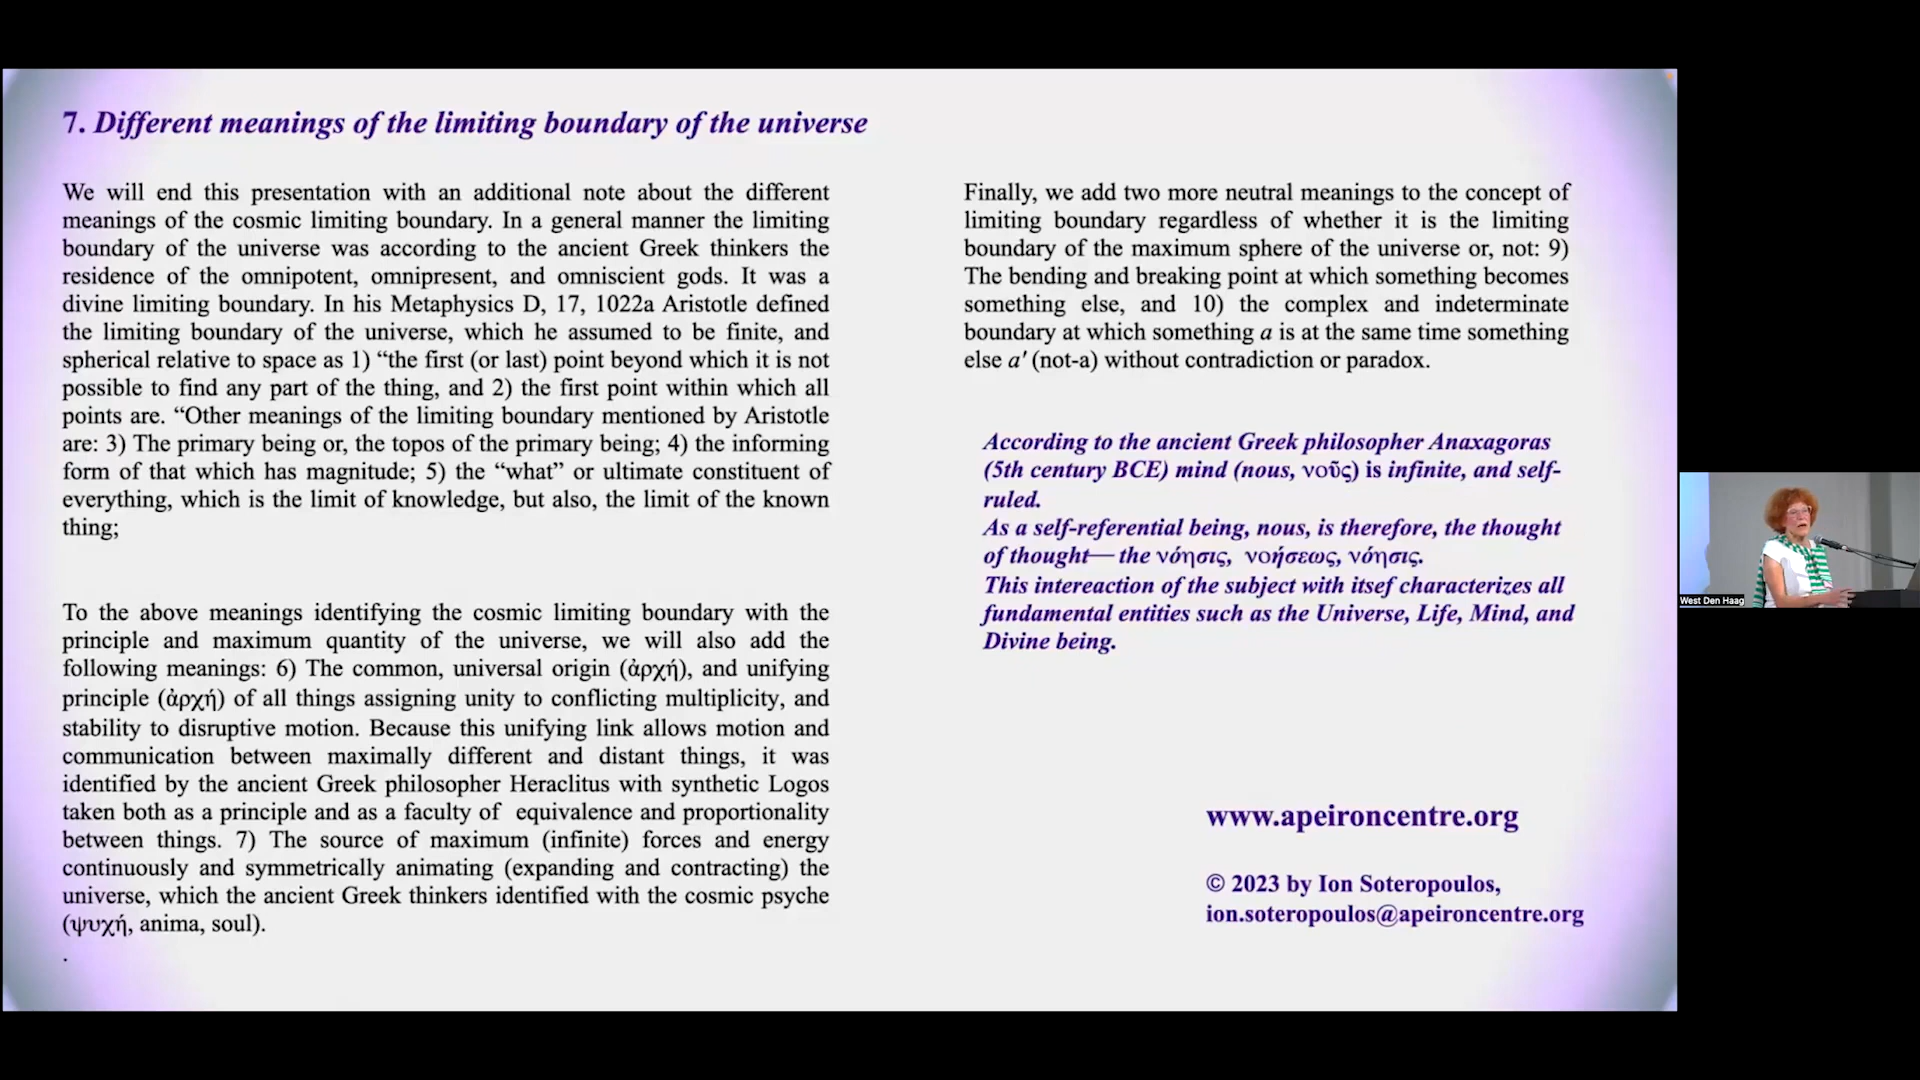 7. Different meanings of the limiting boundary of the universe
We will end this presentation with an additional note about the different
meanings of the cosmic limiting boundary. In a general manner the limiting
boundary of the universe was according to the ancient Greek thinkers the
residence of the omnipotent, omnipresent, and omniscient gods. It was a
divine limiting boundary. In his Metaphysics D, 17, 1022a Aristotle defined
the limiting boundary of the universe, which he assumed to be finite, and
spherical relative to space as 1) “the first (or last) point beyond which it is not
possible to find any part of the thing, and 2) the first point within which all
points are. “Other meanings of the limiting boundary mentioned by Aristotle
are: 3) The primary being or, the topos of the primary being; 4) the informing
form of that which has magnitude; 5) the “what” or ultimate constituent of
everything, which is the limit of knowledge, but also, the limit of the known
thing;
To the above meanings identifying the cosmic limiting boundary with the
principle and maximum quantity of the universe, we will also add the
following meanings: 6) The common, universal origin (ἀρχή), and unifying
principle (ἀρχή) of all things assigning unity to conflicting multiplicity, and
stability to disruptive motion. Because this unifying link allows motion and
communication between maximally different and distant things, it was
identified by the ancient Greek philosopher Heraclitus with synthetic Logos
taken both as a principle and as a faculty of equivalence and proportionality
between things. 7) The source of maximum (infinite) forces and energy
continuously and symmetrically animating (expanding and contracting) the
universe, which the ancient Greek thinkers identified with the cosmic psyche
(ψυχή, anima, soul).
.
Finally, we add two more neutral meanings to the concept of
limiting boundary regardless of whether it is the limiting
boundary of the maximum sphere of the universe or, not: 9)
The bending and breaking point at which something becomes
something else, and 10) the complex and indeterminate
boundary at which something a is at the same time something
else a' (not-a) without contradiction or paradox.
According to the ancient Greek philosopher Anaxagoras
(5th century BCE) mind (nous, νοῦς) is infinite, and self-
ruled.
As a self-referential being, nous, is therefore, the thought
of thought— the νόησις, νοήσεως, νόησις.
This intereaction of the subject with itsef characterizes all
fundamental entities such as the Universe, Life, Mind, and
Divine being.
www.apeironcentre.org
© 2023 by Ion Soteropoulos,
ion.soteropoulos@apeironcentre.org
West Den Haag